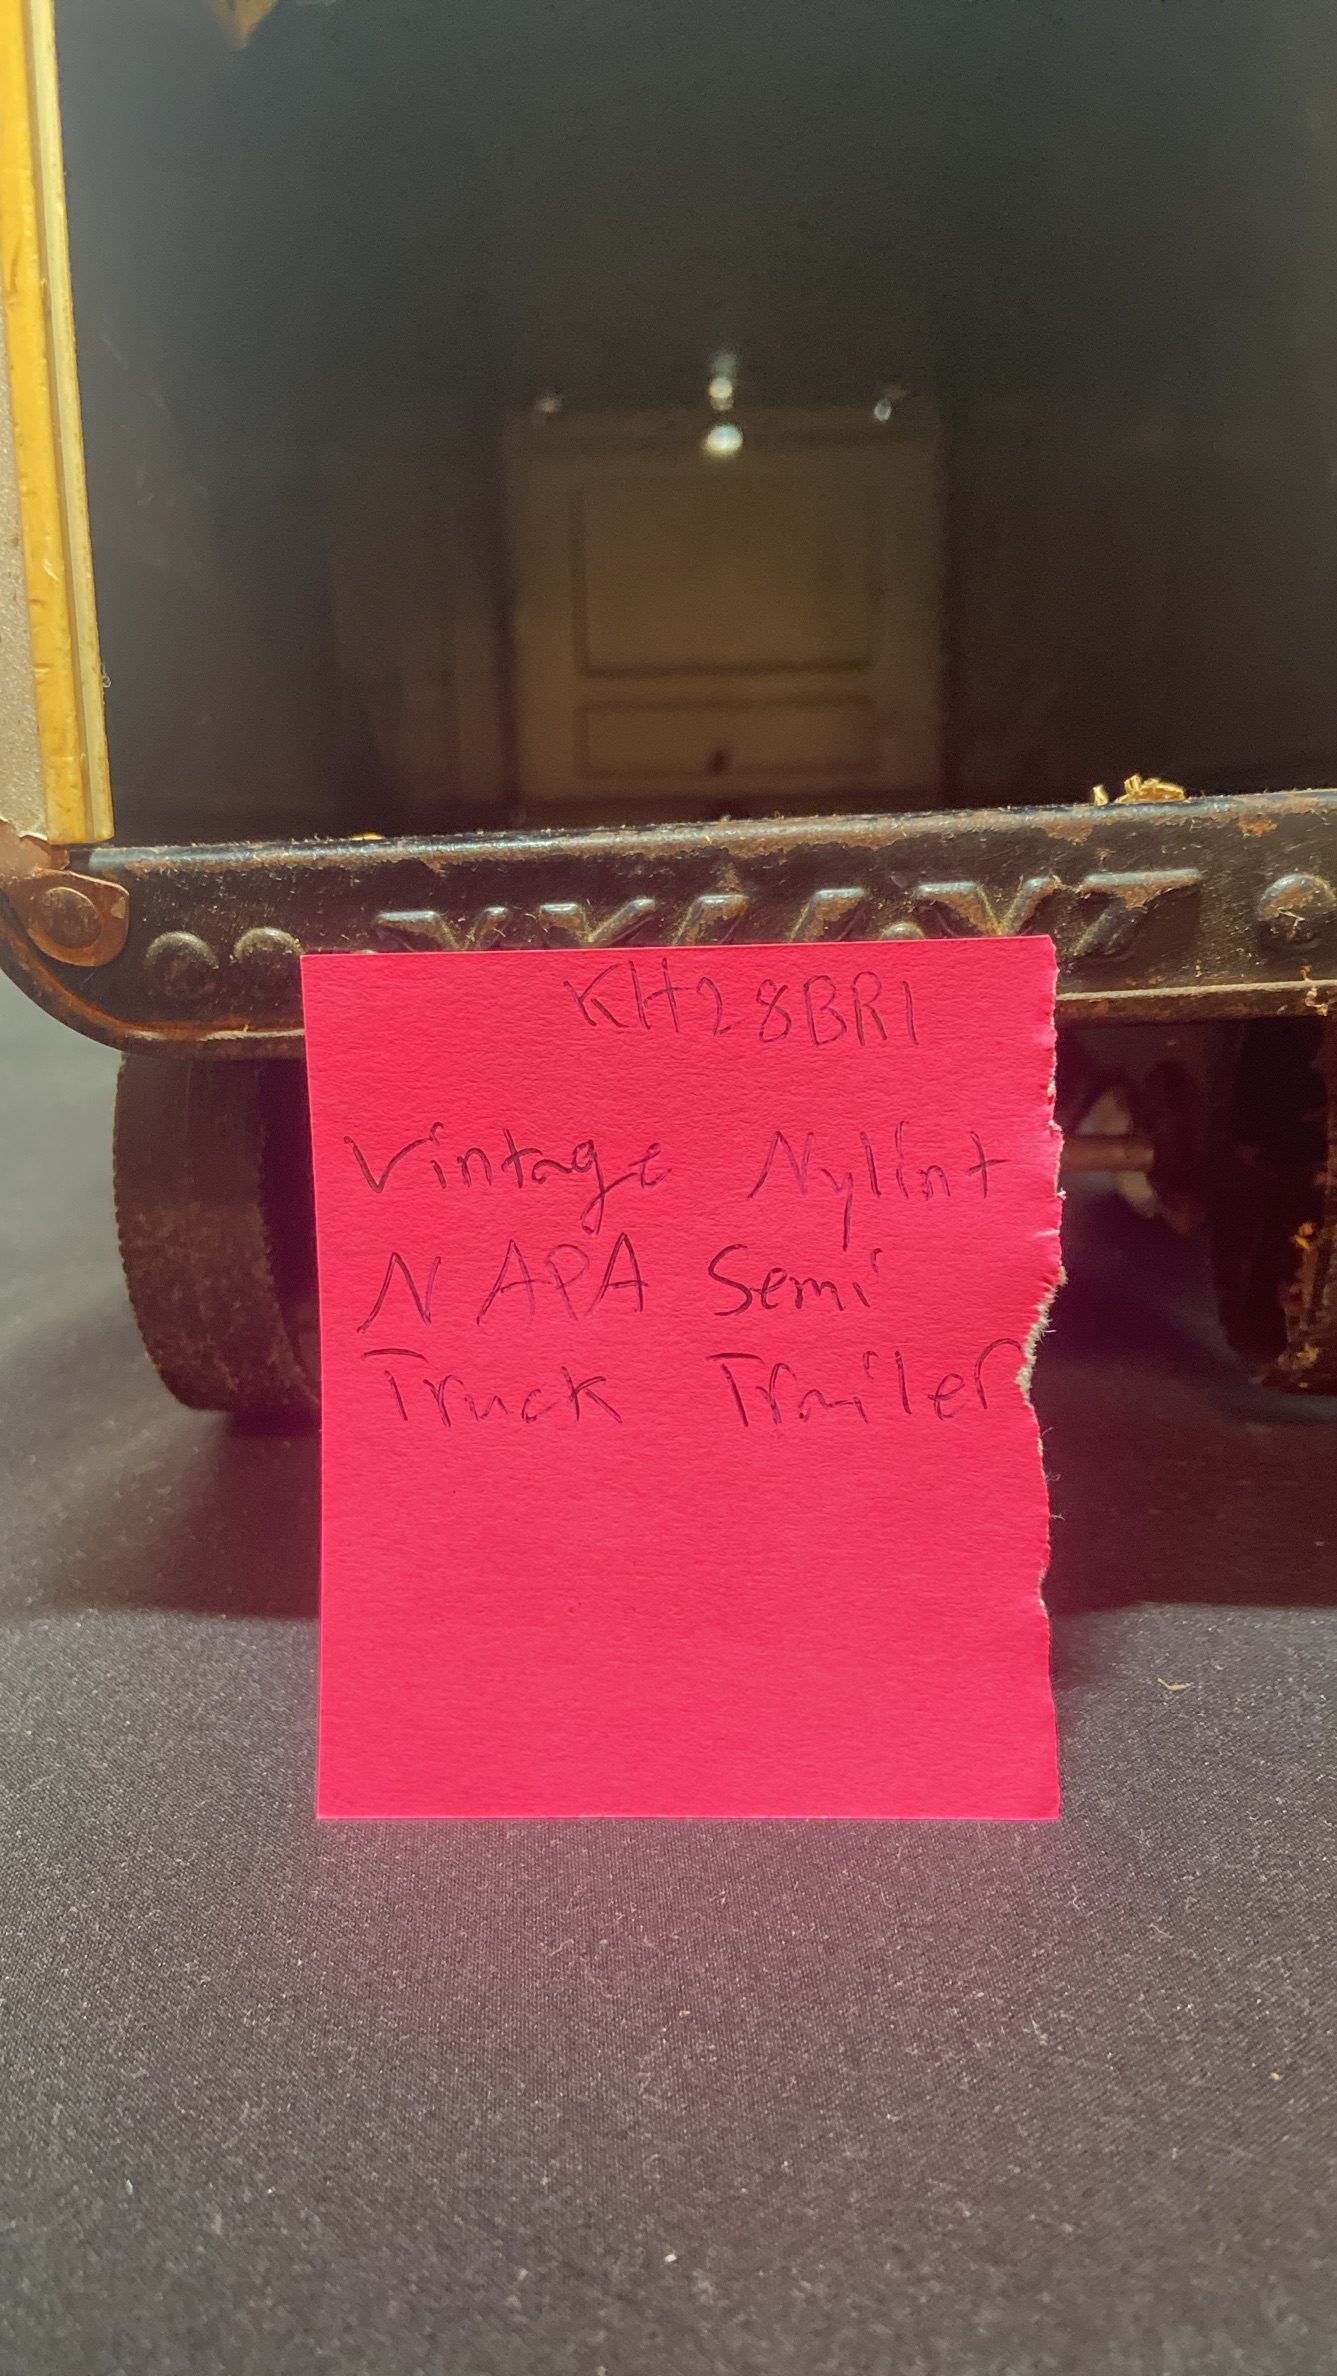 KH28BR1
Vintage Nylint
NAPA Semi
Truck Trailer